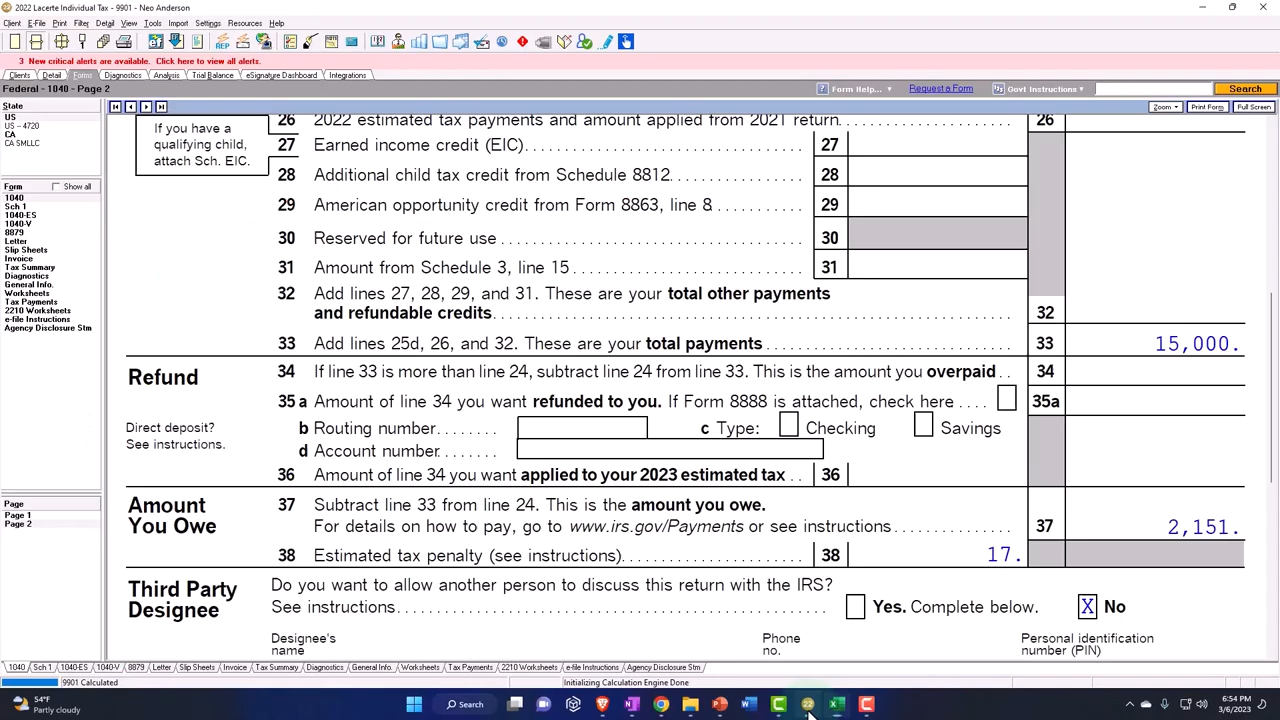 2022 Lacerte Individual Tax - 9901 - Neo Anderson
Client E-File Print Filter Detail View Tools Import Settings Resources Help
3 New critical alerts are available. Click here to view all alerts.
Clients Detail Forms Diagnostics Analysis Trial Balance eSignature Dashboard Integrations
Federal - 1040 - Page 2 Form Help... Request a Form Govt Instructions Search
State
US
US - 4720
CA
CA SMLLC
Form Show all
1040
Sch 1
1040-ES
1040-V
8879
Letter
Slip Sheets
Invoice
Tax Summary
Diagnostics
General Info.
Worksheets
Tax Payments
2210 Worksheets
e-file Instructions
Agency Disclosure Stm
Page
Page 1
Page 2
Zoom Print Form Full Screen
If you have a qualifying child, attach Sch. EIC.
26 2022 estimated tax payments and amount applied from 2021 return. 26
27 Earned income credit (EIC) 27
28 Additional child tax credit from Schedule 8812 28
29 American opportunity credit from Form 8863, line 8 29
30 Reserved for future use 30
31 Amount from Schedule 3, line 15 31
32 Add lines 27, 28, 29, and 31. These are your total other payments
and refundable credits 32
33 Add lines 25d, 26, and 32. These are your total payments 33 15,000.
Refund 34 If line 33 is more than line 24, subtract line 24 from line 33. This is the amount you overpaid 34
35a Amount of line 34 you want refunded to you. If Form 8888 is attached, check here 35a
Direct deposit? See instructions.
b Routing number c Type: Checking Savings
d Account number
36 Amount of line 34 you want applied to your 2023 estimated tax 36
Amount You Owe
37 Subtract line 33 from line 24. This is the amount you owe.
For details on how to pay, go to www.irs.gov/Payments or see instructions 37 2,151.
38 Estimated tax penalty (see instructions) 38 17.
Third Party Designee
Do you want to allow another person to discuss this return with the IRS?
See instructions Yes. Complete below. X No
Designee's name Phone no. Personal identification number (PIN)
1040 Sch 1 1040-ES 1040-V 8879 Letter Slip Sheets Invoice Tax Summary Diagnostics General Info. Worksheets Tax Payments 2210 Worksheets e-file Instructions Agency Disclosure Stm
9901 Calculated Initializing Calculation Engine Done
54°F
Partly cloudy
Search
6:54 PM
3/6/2023